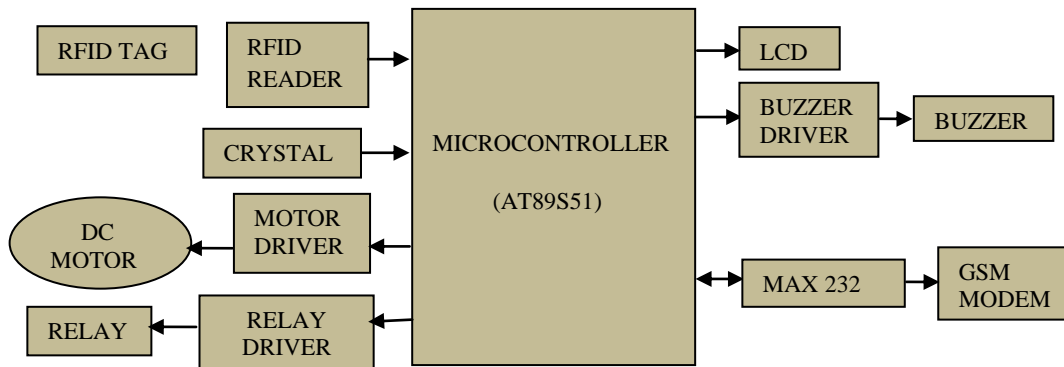 RFID TAG
RFID
READER
CRYSTAL
DC
MOTOR
MOTOR
DRIVER
RELAY
RELAY
DRIVER
MICROCONTROLLER
(AT89S51)
LCD
BUZZER
DRIVER
BUZZER
MAX 232
GSM
MODEM